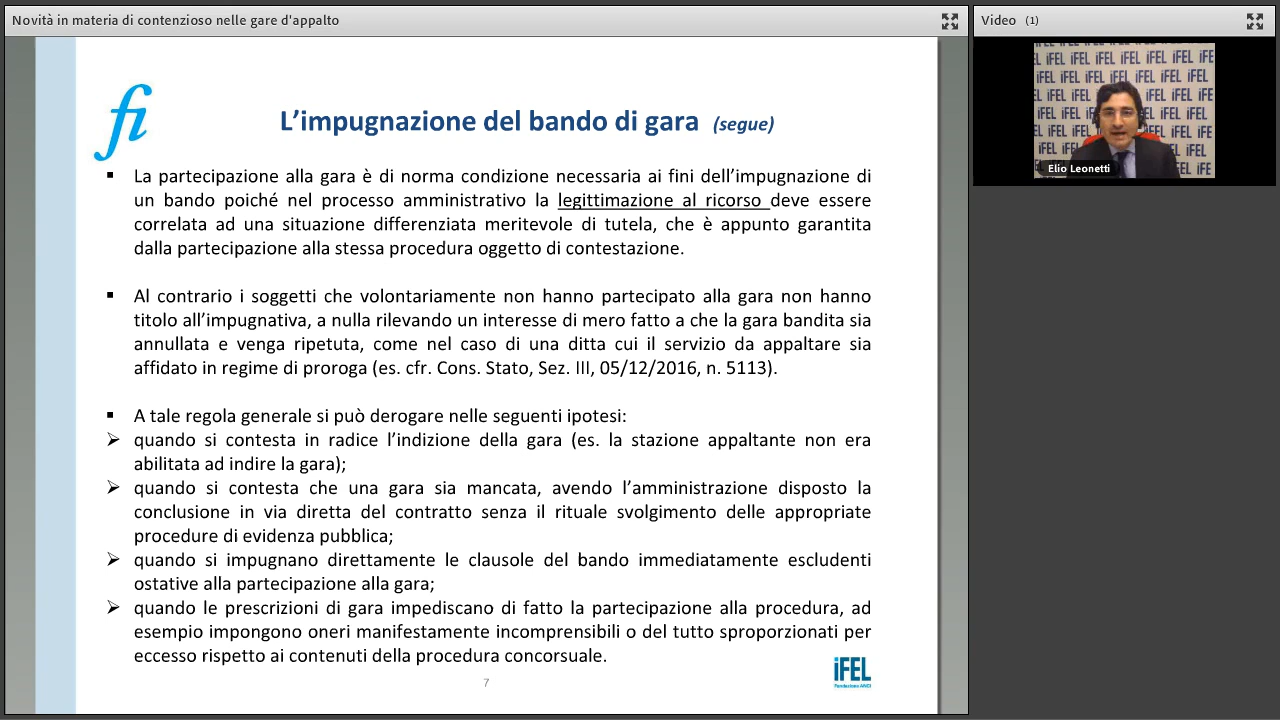 Novità in materia di contenzioso nelle gare d'appalto
Video (1)
fi
L'impugnazione del bando di gara (segue)
▪ La partecipazione alla gara è di norma condizione necessaria ai fini dell'impugnazione di
un bando poiché nel processo amministrativo la legittimazione al ricorso deve essere
correlata ad una situazione differenziata meritevole di tutela, che è appunto garantita
dalla partecipazione alla stessa procedura oggetto di contestazione.
▪ Al contrario i soggetti che volontariamente non hanno partecipato alla gara non hanno
titolo all'impugnativa, a nulla rilevando un interesse di mero fatto a che la gara bandita sia
annullata e venga ripetuta, come nel caso di una ditta cui il servizio da appaltare sia
affidato in regime di proroga (es. cfr. Cons. Stato, Sez. III, 05/12/2016, n. 5113).
▪ A tale regola generale si può derogare nelle seguenti ipotesi:
➢ quando si contesta in radice l'indizione della gara (es. la stazione appaltante non era
abilitata ad indire la gara);
➢ quando si contesta che una gara sia mancata, avendo l'amministrazione disposto la
conclusione in via diretta del contratto senza il rituale svolgimento delle appropriate
procedure di evidenza pubblica;
➢ quando si impugnano direttamente le clausole del bando immediatamente escludenti
ostative alla partecipazione alla gara;
➢ quando le prescrizioni di gara impediscano di fatto la partecipazione alla procedura, ad
esempio impongono oneri manifestamente incomprensibili o del tutto sproporzionati per
eccesso rispetto ai contenuti della procedura concorsuale.
7
iFEL
Fondazione ANCI
Elio Leonetti